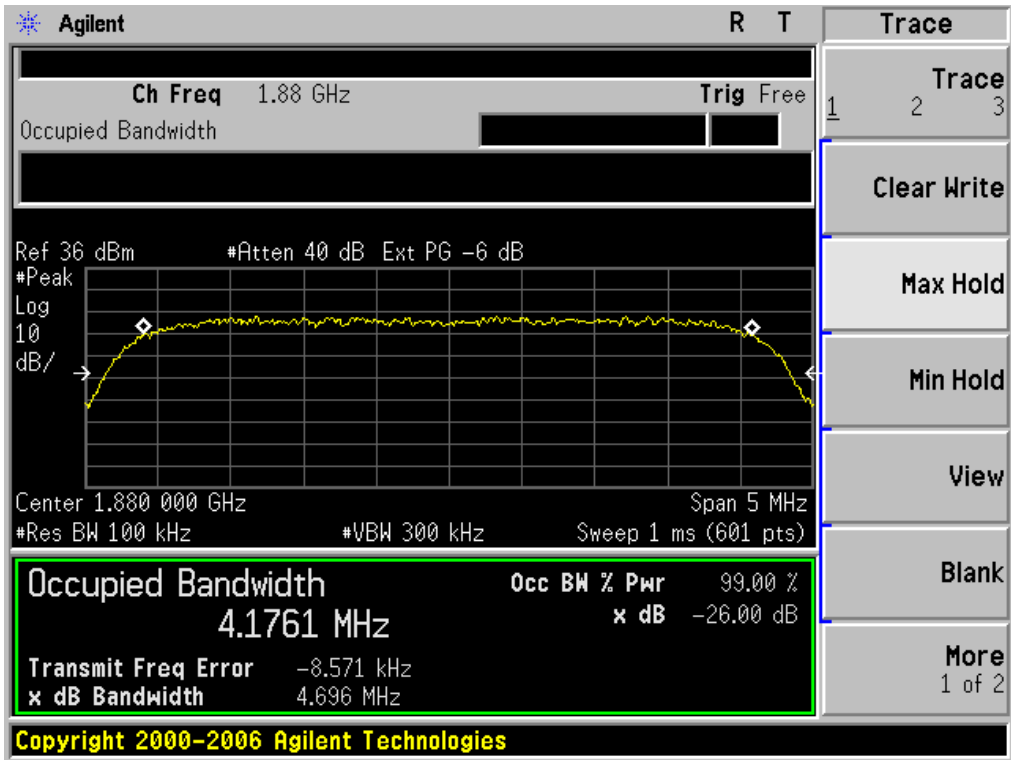 Agilent R T Trace
Ch Freq 1.88 GHz Trig Free
Occupied Bandwidth
Trace
1 2 3
Clear Write
Max Hold
Min Hold
View
Blank
More
1 of 2
Ref 36 dBm #Atten 40 dB Ext PG -6 dB
#Peak
Log
10
dB/
Center 1.880 000 GHz Span 5 MHz
#Res BW 100 kHz #VBW 300 kHz Sweep 1 ms (601 pts)
Occupied Bandwidth Occ BW % Pwr 99.00 %
4.1761 MHz x dB -26.00 dB
Transmit Freq Error -8.571 kHz
x dB Bandwidth 4.696 MHz
Copyright 2000-2006 Agilent Technologies